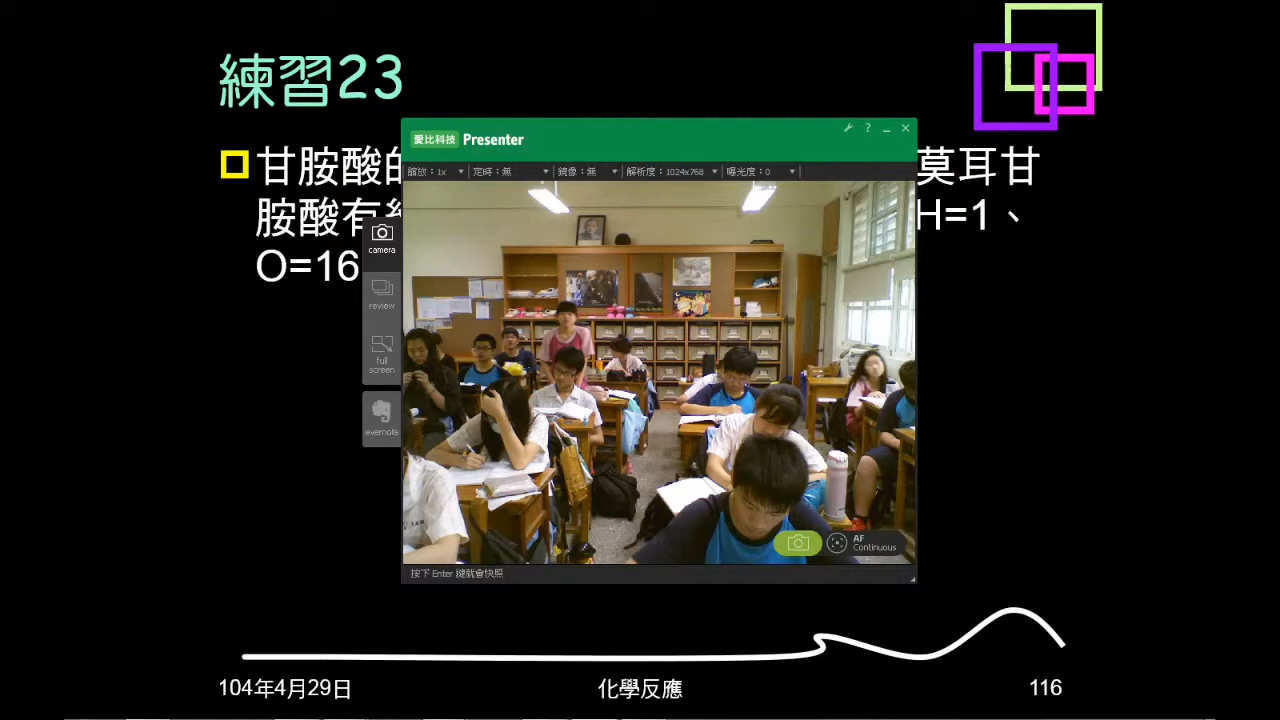 練習23
愛比科技 Presenter
甘胺酸的
莫耳甘
縮放：1x 定時：無 鏡像：無 解析度：1024x768 曝光度：0
胺酸有
H=1、
O=16
camera
review
full
screen
evernote
AF
Continuous
按下 Enter 鍵就會快照
104年4月29日
化學反應
116